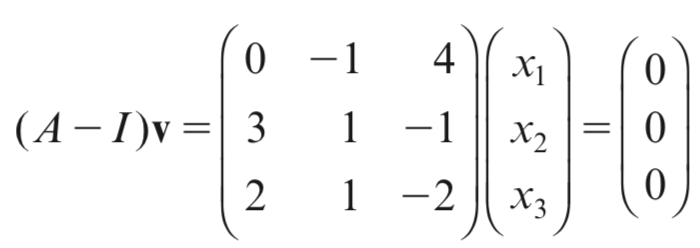 (A − I)v = ( 0 −1 4 ) ( x₁ ) = ( 0 )
( 3 1 −1 ) ( x₂ ) ( 0 )
( 2 1 −2 ) ( x₃ ) ( 0 )